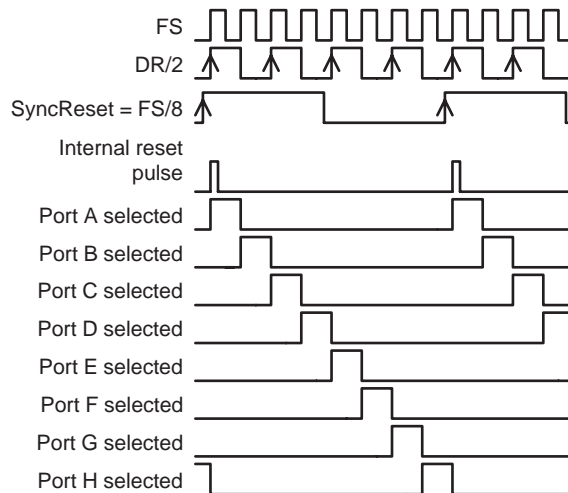 FS
DR/2
SyncReset = FS/8
Internal reset
pulse
Port A selected
Port B selected
Port C selected
Port D selected
Port E selected
Port F selected
Port G selected
Port H selected